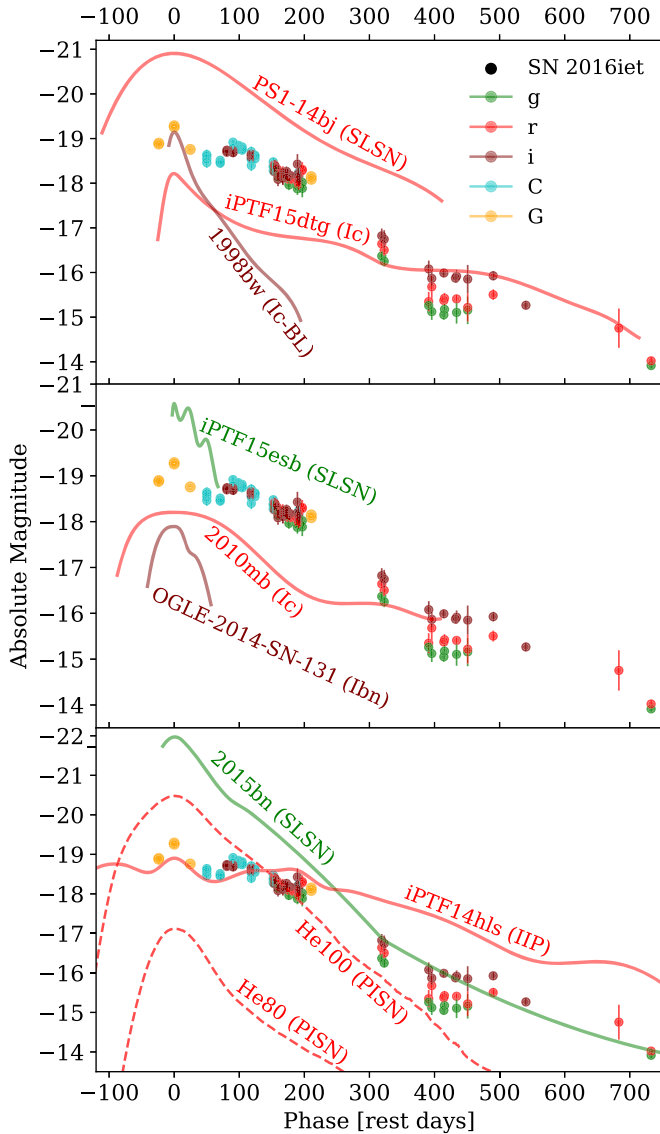 −100 0 100 200 300 400 500 600 700
−21
−20
−19
−18
−17
−16
−15
−14
PS1-14bj (SLSN)
iPTF15dtg (Ic)
1998bw (Ic-BL)
SN 2016iet
g
r
i
C
G
Absolute Magnitude
−21
−20
−19
−18
−17
−16
−15
−14
iPTF15esb (SLSN)
2010mb (Ic)
OGLE-2014-SN-131 (Ibn)
−22
−21
−20
−19
−18
−17
−16
−15
−14
2015bn (SLSN)
iPTF14hls (IIP)
He100 (PISN)
He80 (PISN)
−100 0 100 200 300 400 500 600 700
Phase [rest days]